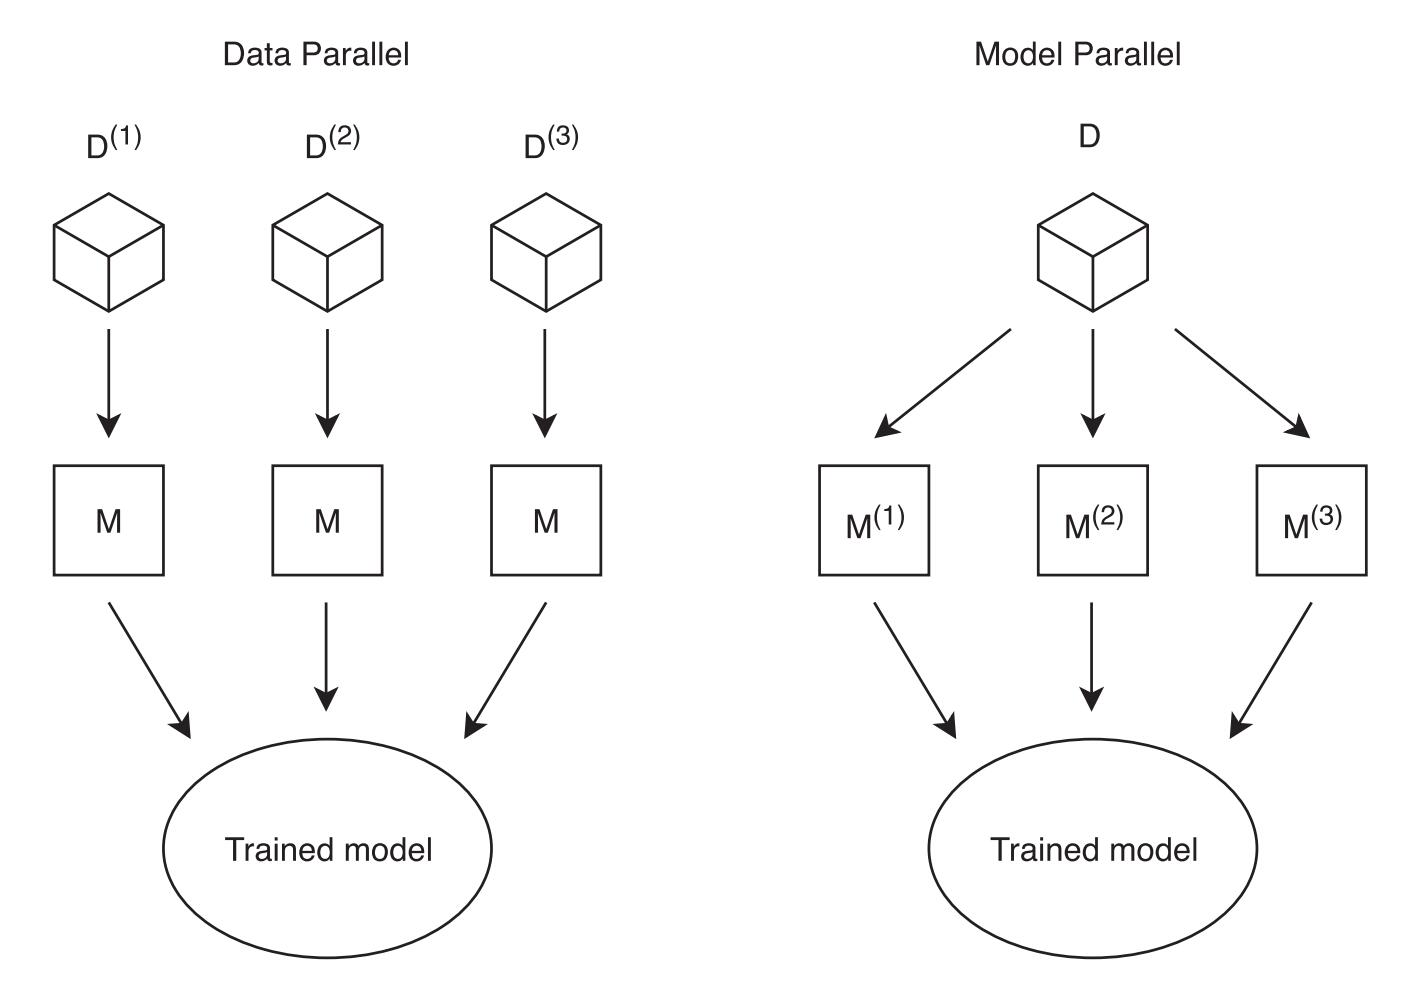 Data Parallel
D⁽¹⁾ D⁽²⁾ D⁽³⁾
M M M
Trained model
Model Parallel
D
M⁽¹⁾ M⁽²⁾ M⁽³⁾
Trained model